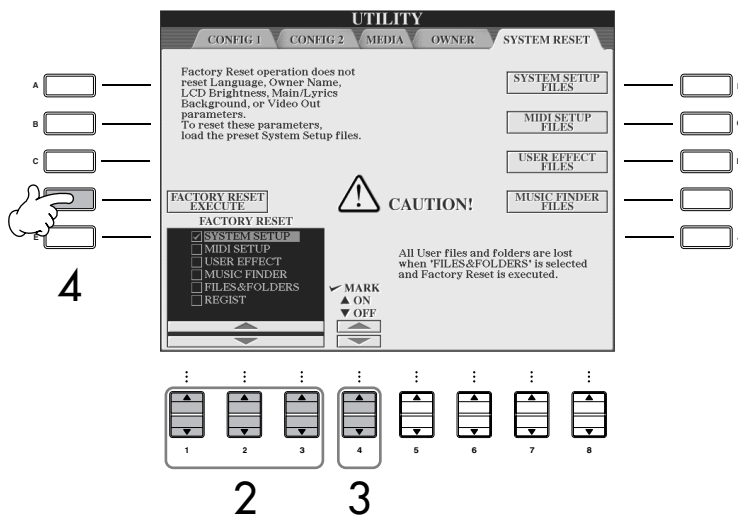 UTILITY
CONFIG 1 CONFIG 2 MEDIA OWNER SYSTEM RESET
Factory Reset operation does not
reset Language, Owner Name,
LCD Brightness, Main/Lyrics
Background, or Video Out
parameters.
To reset these parameters,
load the preset System Setup files.
SYSTEM SETUP
FILES
MIDI SETUP
FILES
USER EFFECT
FILES
MUSIC FINDER
FILES
A
B
C
E
FACTORY RESET
EXECUTE
CAUTION!
FACTORY RESET
SYSTEM SETUP
MIDI SETUP
USER EFFECT
MUSIC FINDER
FILES&FOLDERS
REGIST
MARK
▲ ON
▼ OFF
All User files and folders are lost
when 'FILES&FOLDERS' is selected
and Factory Reset is executed.
4
1 2 3 4 5 6 7 8
2 3